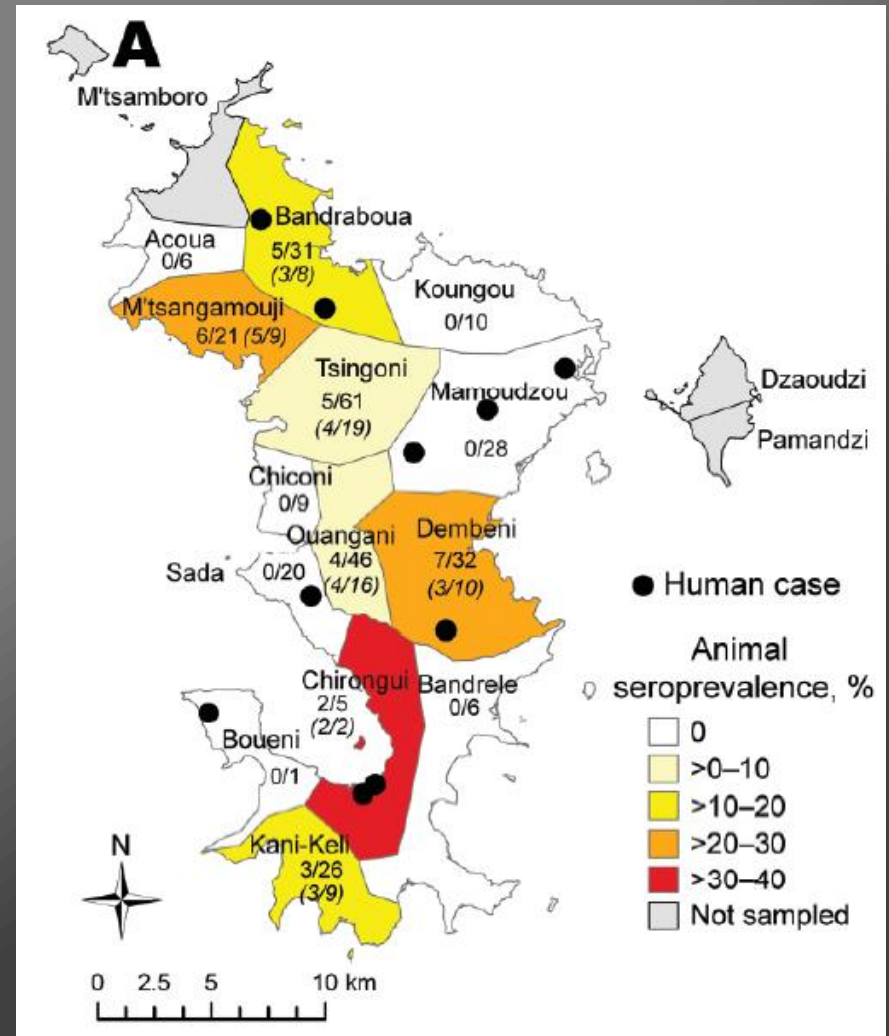 A
M'tsamboro
Bandraboua
5/31
(3/8)
Acoua
0/6
M'tsangamouji
6/21 (5/9)
Koungou
0/10
Tsingoni
5/61
(4/19)
Mamoudzou
0/28
Dzaoudzi
Pamandzi
Chiconi
0/9
Ouangani
4/46
(4/16)
Dembeni
7/32
(3/10)
Sada
0/20
Human case
Animal
seroprevalence, %
0
>0–10
>10–20
>20–30
>30–40
Not sampled
Chirongui
2/5
(2/2)
Bandrele
0/6
Boueni
0/1
Kani-Keli
3/26
(3/9)
N
0 2.5 5 10 km